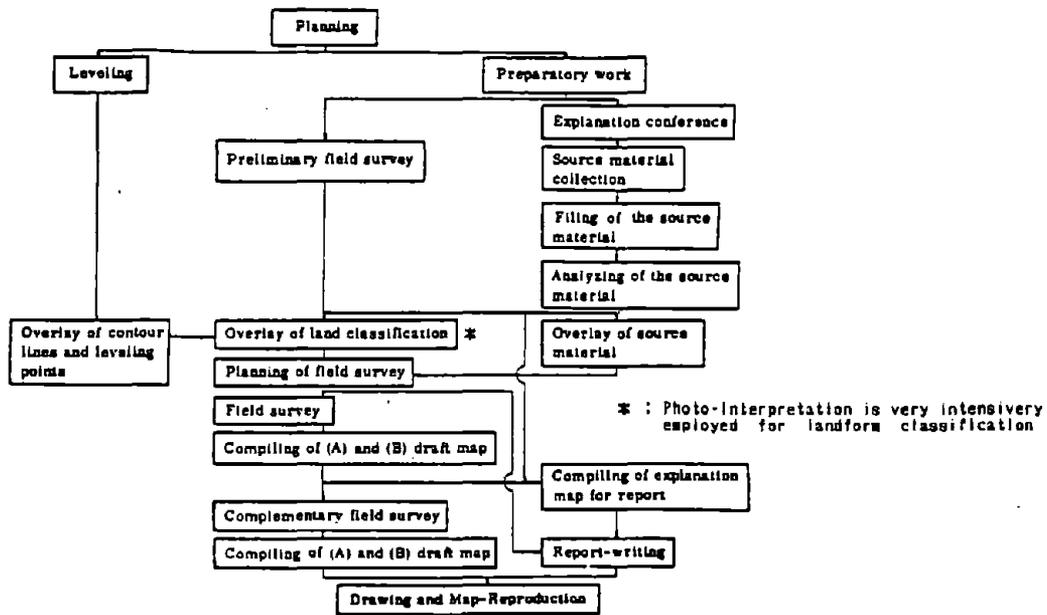 Planning
Leveling
Preparatory work
Explanation conference
Preliminary field survey
Source material
collection
Filing of the source
material
Analyzing of the source
material
Overlay of contour
lines and leveling
points
Overlay of land classification *
Overlay of source
material
Planning of field survey
Field survey
* : Photo-Interpretation is very intensivery
employed for landform classification
Compiling of (A) and (B) draft map
Compiling of explanation
map for report
Complementary field survey
Compiling of (A) and (B) draft map
Report-writing
Drawing and Map-Reproduction